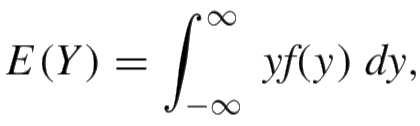 E(Y) = ∫_{-∞}^{∞} yf(y) dy,